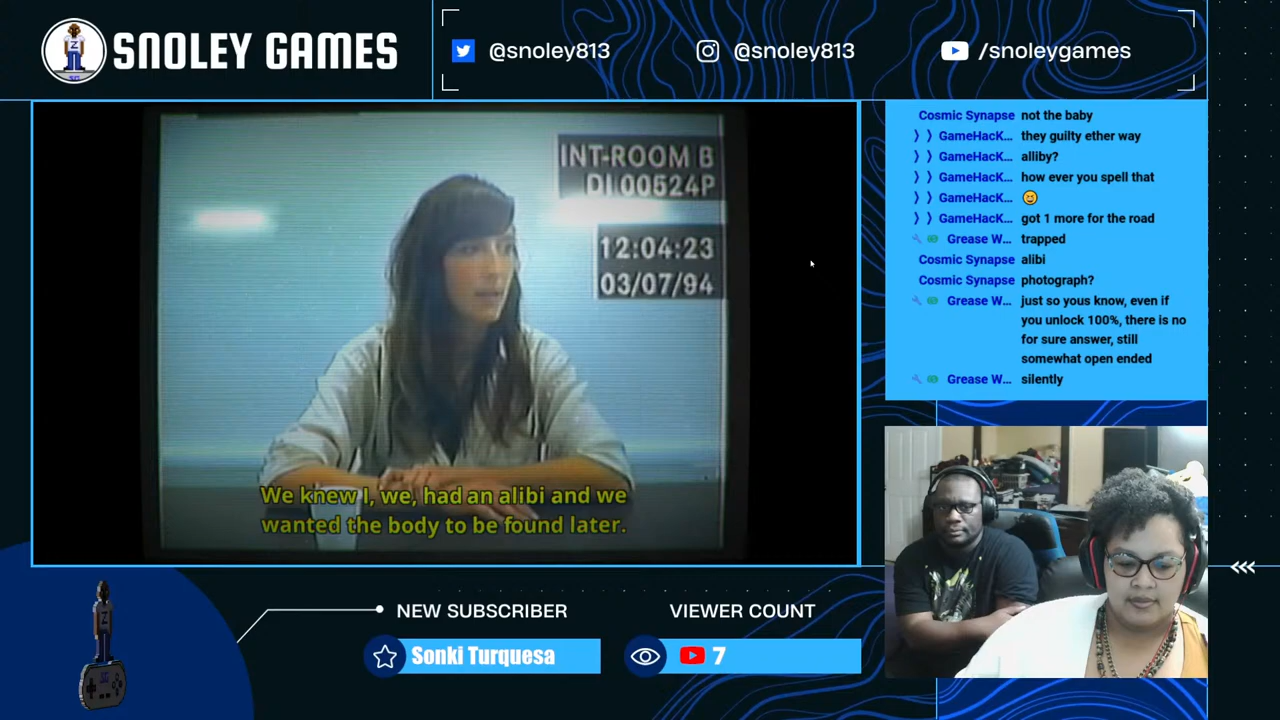 SNOLEY GAMES
@snoley813
@snoley813
/snoleygames
INT-ROOM B
DI 00524P
12:04:23
03/07/94
We knew I, we, had an alibi and we
wanted the body to be found later.
Cosmic Synapse not the baby
GameHacK... they guilty ether way
GameHacK... alliby?
GameHacK... how ever you spell that
GameHacK...
GameHacK... got 1 more for the road
Grease W... trapped
Cosmic Synapse alibi
Cosmic Synapse photograph?
Grease W... just so yous know, even if
you unlock 100%, there is no
for sure answer, still
somewhat open ended
Grease W... silently
NEW SUBSCRIBER
Sonki Turquesa
VIEWER COUNT
7